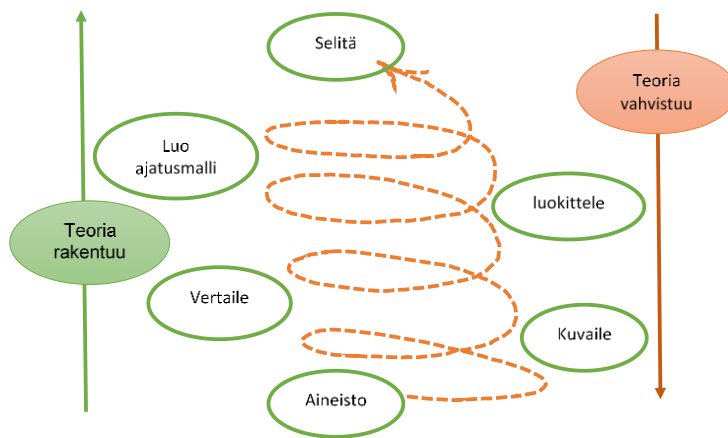 Selitä
Teoria
vahvistuu
Luo
ajatusmalli
luokittele
Teoria
rakentuu
Vertaile
Kuvaile
Aineisto